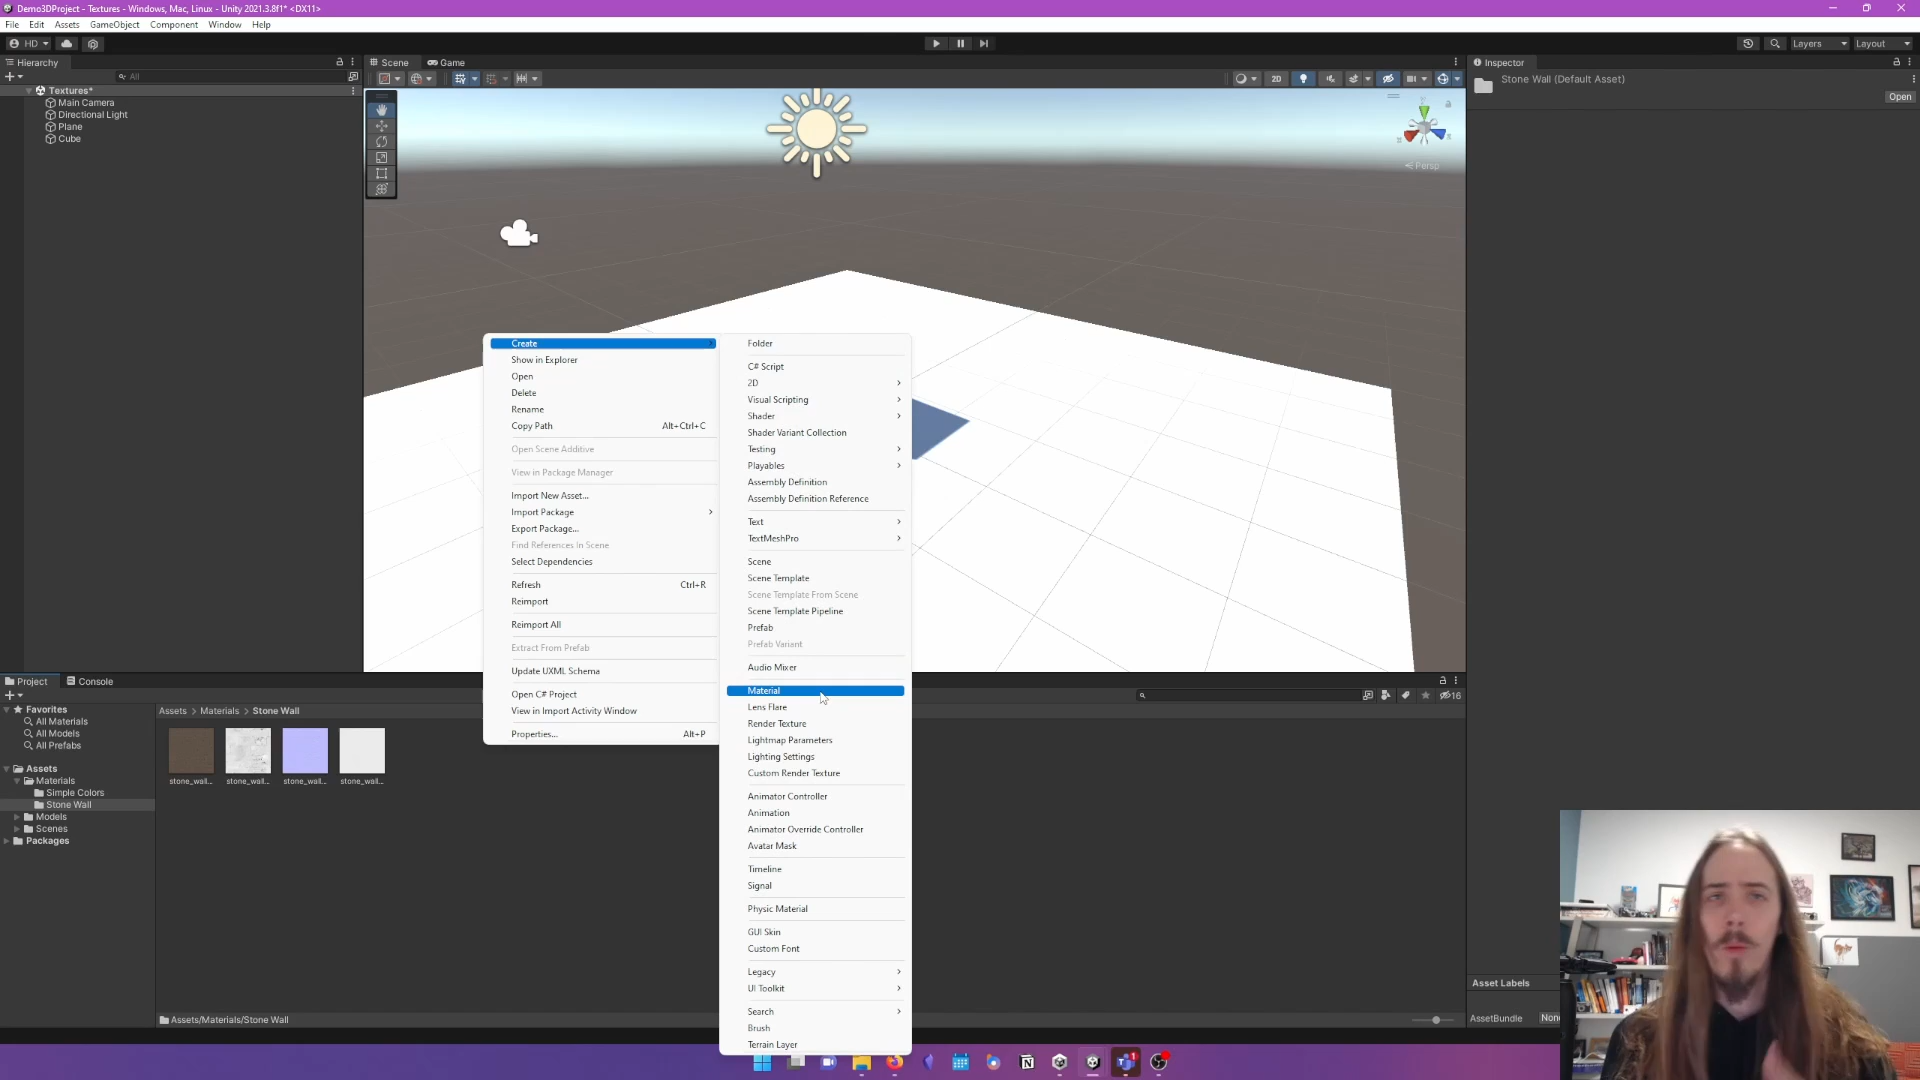 Demo3DProject - Textures - Windows, Mac, Linux - Unity 2021.3.8f1* <DX11>
File Edit Assets GameObject Component Window Help
HD
Layers Layout
Hierarchy
All
Textures*
Main Camera
Directional Light
Plane
Cube
Scene Game
2D
Persp
Inspector
Stone Wall (Default Asset)
Open
Create
Show in Explorer
Open
Delete
Rename
Copy Path Alt+Ctrl+C
Open Scene Additive
View in Package Manager
Import New Asset...
Import Package
Export Package...
Find References In Scene
Select Dependencies
Refresh Ctrl+R
Reimport
Reimport All
Extract From Prefab
Update UXML Schema
Open C# Project
View in Import Activity Window
Properties... Alt+P
Folder
C# Script
2D
Visual Scripting
Shader
Shader Variant Collection
Testing
Playables
Assembly Definition
Assembly Definition Reference
Text
TextMeshPro
Scene
Scene Template
Scene Template From Scene
Scene Template Pipeline
Prefab
Prefab Variant
Audio Mixer
Material
Lens Flare
Render Texture
Lightmap Parameters
Lighting Settings
Custom Render Texture
Animator Controller
Animation
Animator Override Controller
Avatar Mask
Timeline
Signal
Physic Material
GUI Skin
Custom Font
Legacy
UI Toolkit
Search
Brush
Terrain Layer
Project Console
16
Favorites
All Materials
All Models
All Prefabs
Assets
Materials
Simple Colors
Stone Wall
Models
Scenes
Packages
Assets > Materials > Stone Wall
stone_wall... stone_wall... stone_wall... stone_wall...
Assets/Materials/Stone Wall
Asset Labels
AssetBundle Non